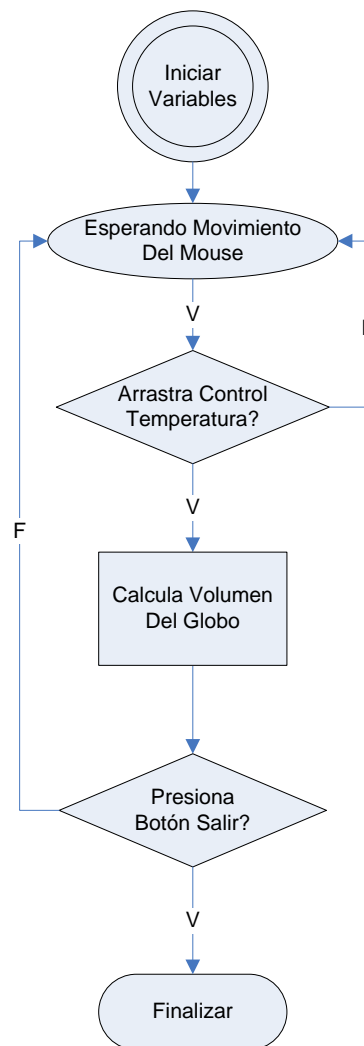 Iniciar
Variables
Esperando Movimiento
Del Mouse
V
Arrastra Control
Temperatura?
V
F
Calcula Volumen
Del Globo
Presiona
Botón Salir?
V
Finalizar